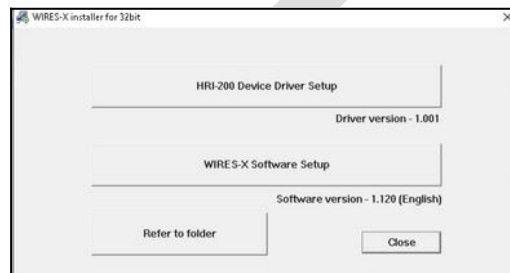 WIRES-X installer for 32bit
HRI-200 Device Driver Setup
Driver version - 1.001
WIRES-X Software Setup
Software version - 1.120 (English)
Refer to folder
Close